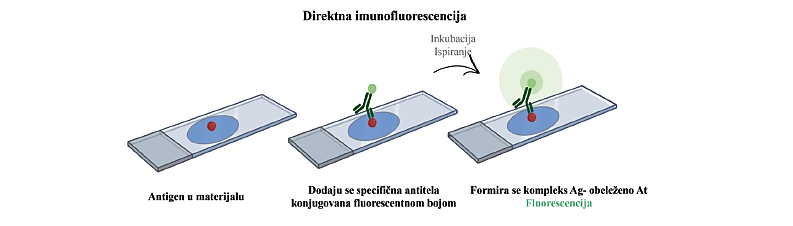 Direktna imunofluorescencija
Inkubacija
Ispiranje
Antigen u materijalu
Dodaju se specifična antitela
konjugovana fluorescentnom bojom
Formira se kompleks Ag- obeleženo At
Fluorescencija